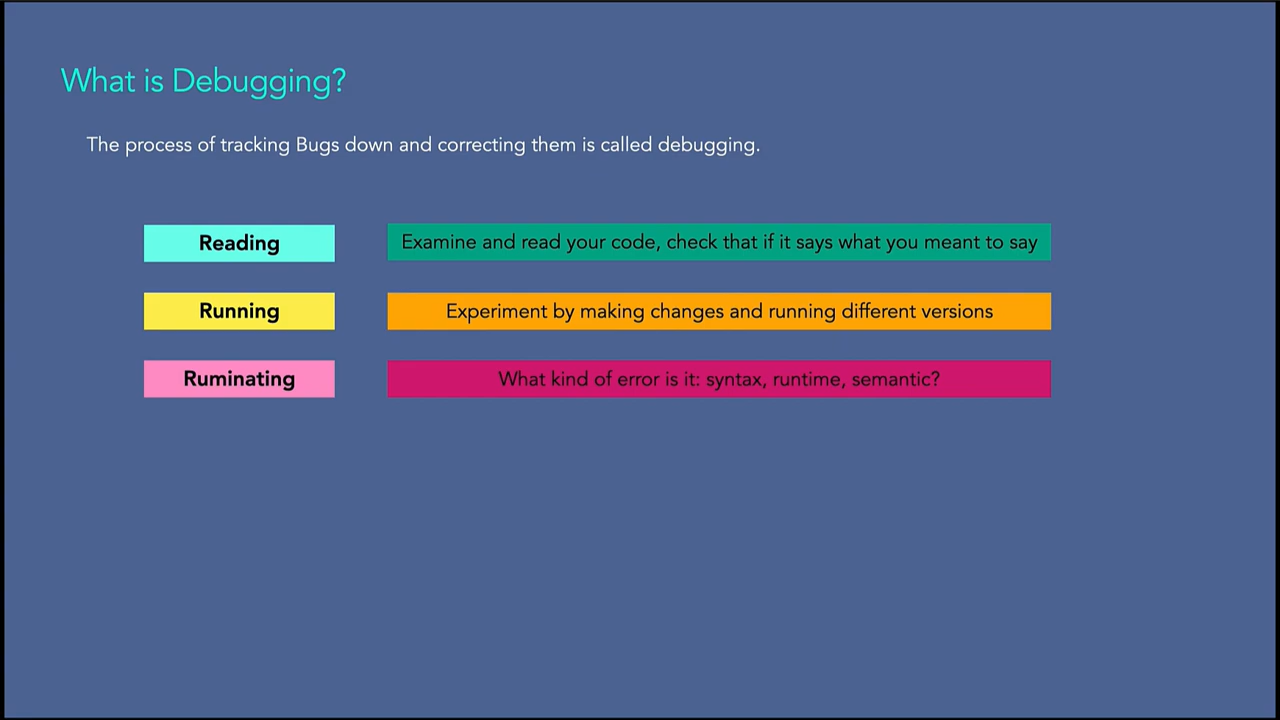 What is Debugging?
The process of tracking Bugs down and correcting them is called debugging.
Reading
Examine and read your code, check that if it says what you meant to say
Running
Experiment by making changes and running different versions
Ruminating
What kind of error is it: syntax, runtime, semantic?